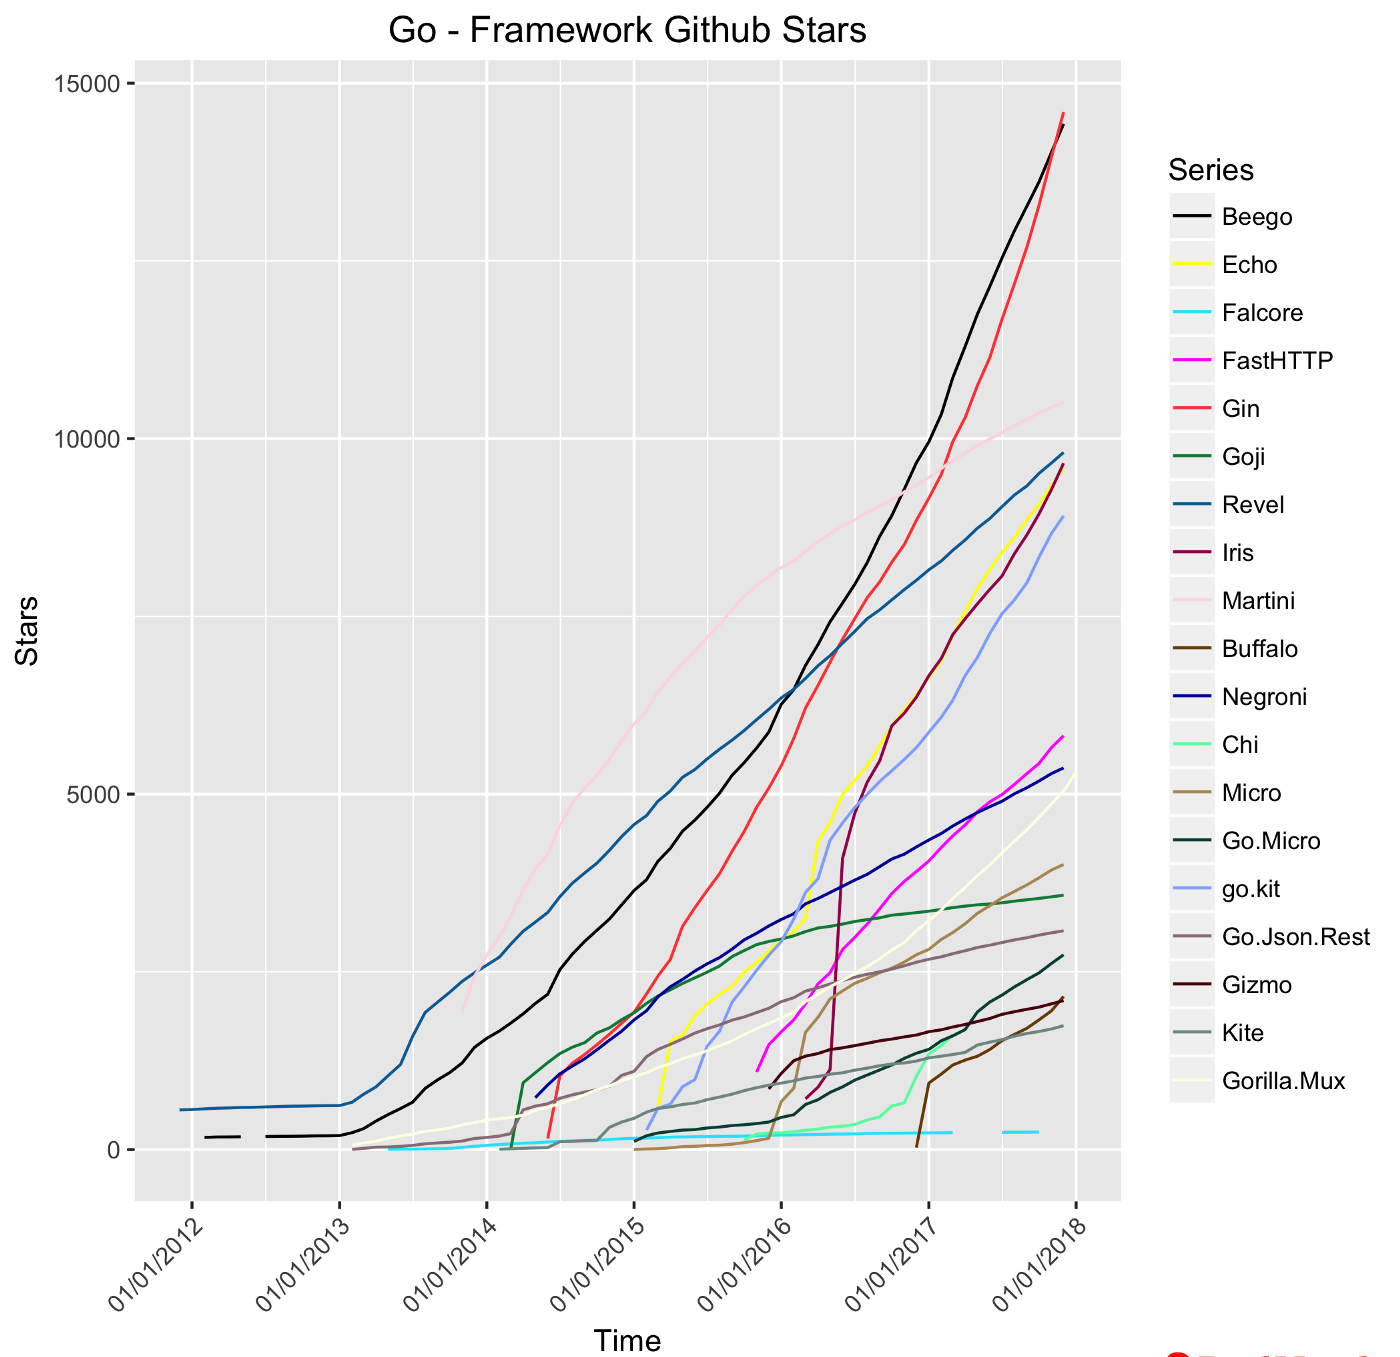 Go - Framework Github Stars
15000
10000
5000
0
Stars
01/01/2012
01/01/2013
01/01/2014
01/01/2015
01/01/2016
01/01/2017
01/01/2018
Time
Series
Beego
Echo
Falcore
FastHTTP
Gin
Goji
Revel
Iris
Martini
Buffalo
Negroni
Chi
Micro
Go.Micro
go.kit
Go.Json.Rest
Gizmo
Kite
Gorilla.Mux